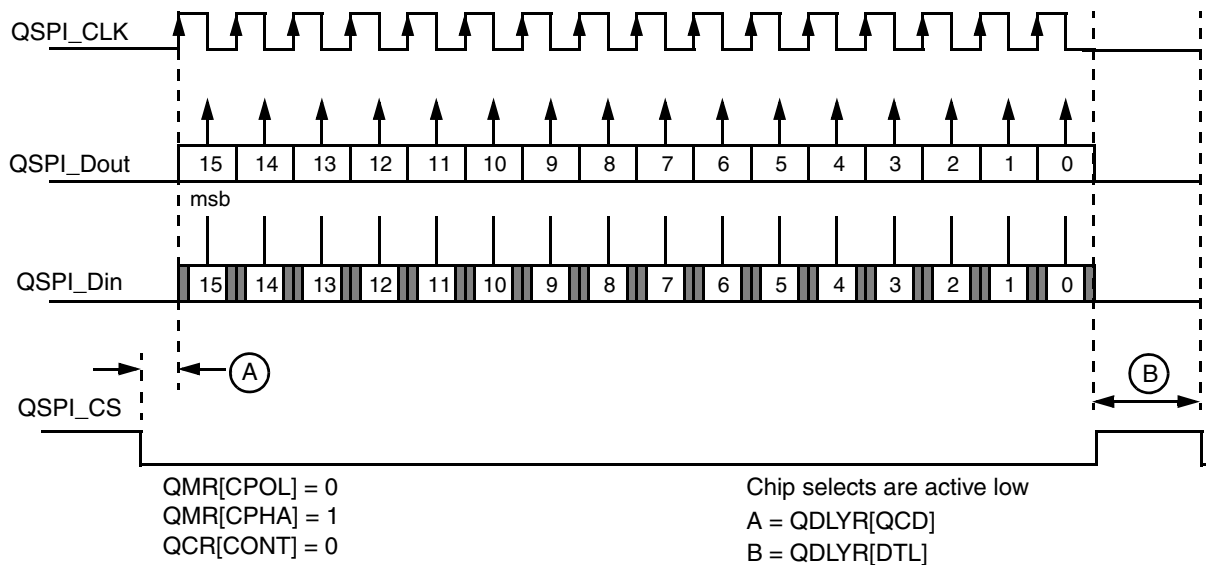 QSPI_CLK
QSPI_Dout 15 14 13 12 11 10 9 8 7 6 5 4 3 2 1 0
msb
QSPI_Din 15 14 13 12 11 10 9 8 7 6 5 4 3 2 1 0
A
B
QSPI_CS
QMR[CPOL] = 0
QMR[CPHA] = 1
QCR[CONT] = 0
Chip selects are active low
A = QDLYR[QCD]
B = QDLYR[DTL]